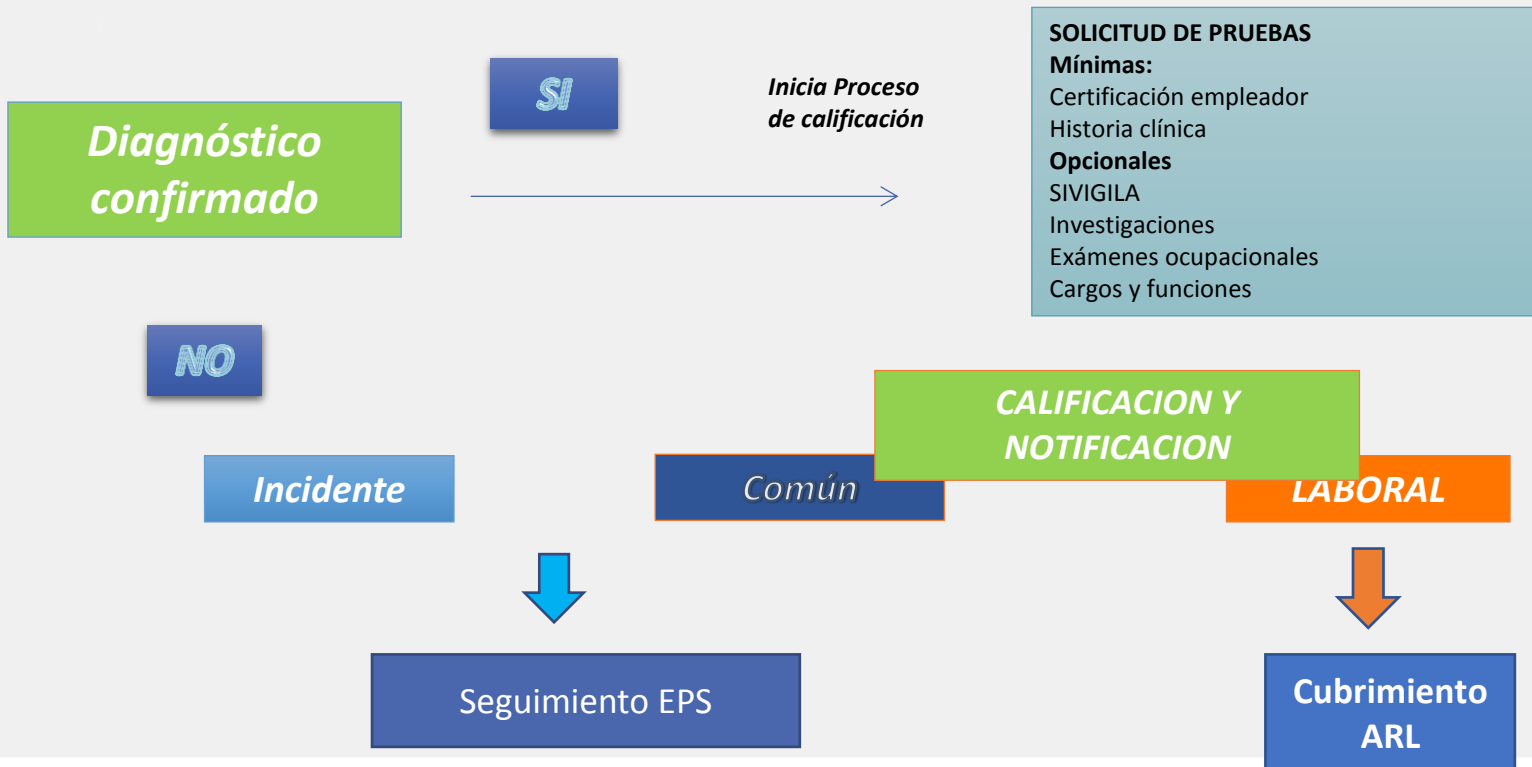 Diagnóstico
confirmado
SI
Inicia Proceso
de calificación
SOLICITUD DE PRUEBAS
Mínimas:
Certificación empleador
Historia clínica
Opcionales
SIVIGILA
Investigaciones
Exámenes ocupacionales
Cargos y funciones
NO
CALIFICACION Y
NOTIFICACION
Incidente
Común
LABORAL
Seguimiento EPS
Cubrimiento
ARL